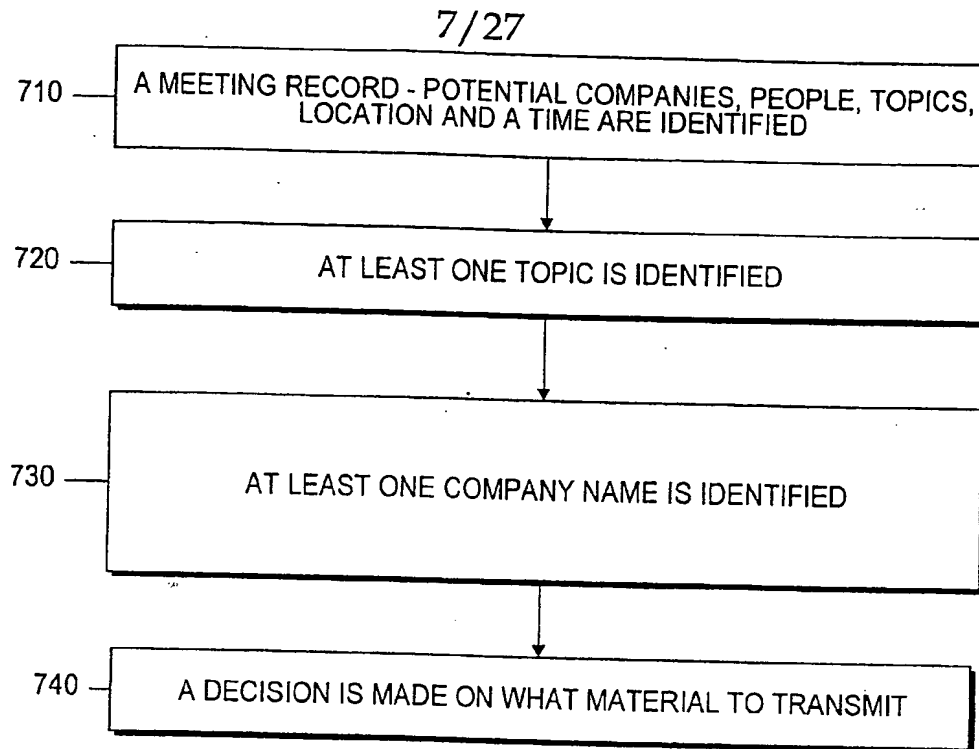 7/27
710
A MEETING RECORD - POTENTIAL COMPANIES, PEOPLE, TOPICS,
LOCATION AND A TIME ARE IDENTIFIED
720
AT LEAST ONE TOPIC IS IDENTIFIED
730
AT LEAST ONE COMPANY NAME IS IDENTIFIED
740
A DECISION IS MADE ON WHAT MATERIAL TO TRANSMIT